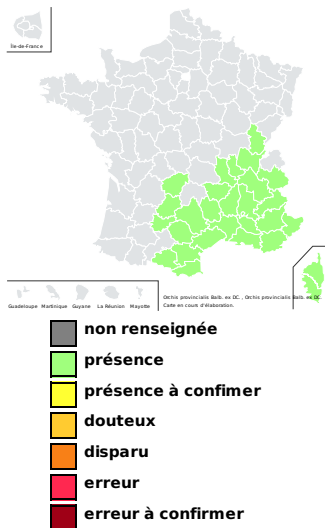 Île-de-France
Guadeloupe Martinique Guyane La Réunion Mayotte
Orchis provincialis Balb. ex DC. , Orchis provincialis Balb. ex DC.
Carte en cours d'élaboration.
non renseignée
présence
présence à confimer
douteux
disparu
erreur
erreur à confirmer